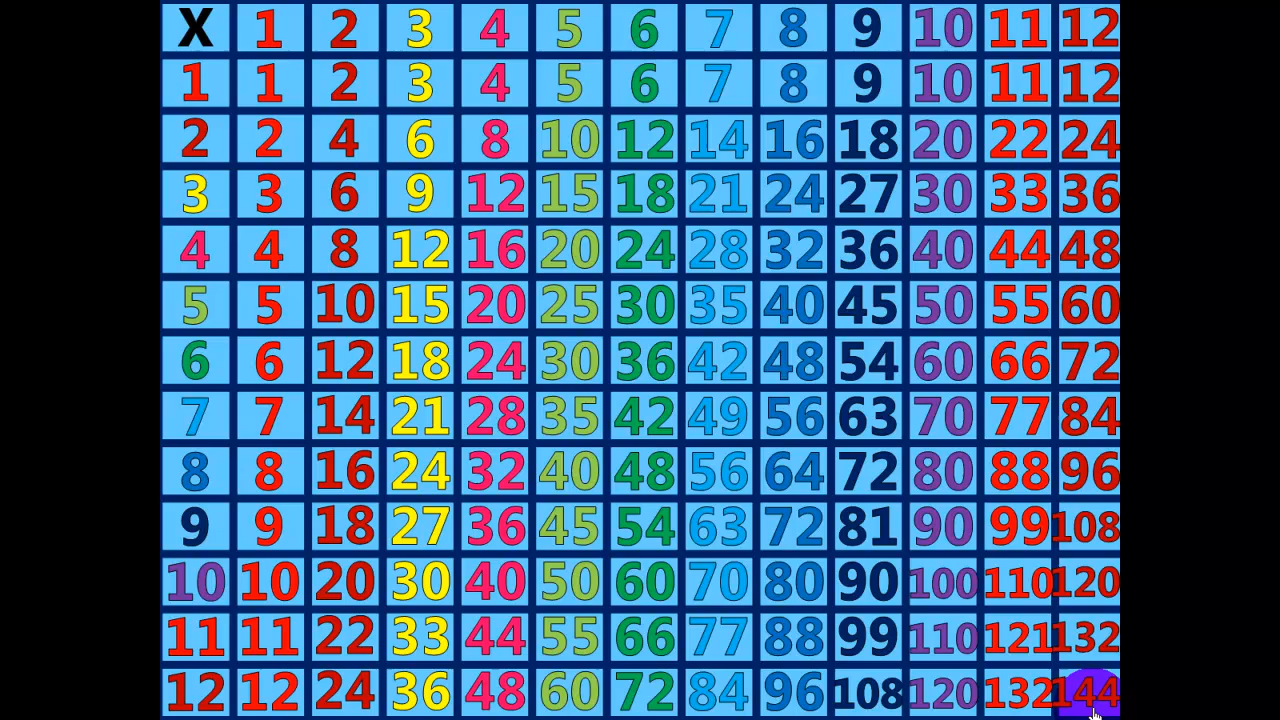 X 1 2 3 4 5 6 7 8 9 10 11 12
1 1 2 3 4 5 6 7 8 9 10 11 12
2 2 4 6 8 10 12 14 16 18 20 22 24
3 3 6 9 12 15 18 21 24 27 30 33 36
4 4 8 12 16 20 24 28 32 36 40 44 48
5 5 10 15 20 25 30 35 40 45 50 55 60
6 6 12 18 24 30 36 42 48 54 60 66 72
7 7 14 21 28 35 42 49 56 63 70 77 84
8 8 16 24 32 40 48 56 64 72 80 88 96
9 9 18 27 36 45 54 63 72 81 90 99 108
10 10 20 30 40 50 60 70 80 90 100 110 120
11 11 22 33 44 55 66 77 88 99 110 121 132
12 12 24 36 48 60 72 84 96 108 120 132 144